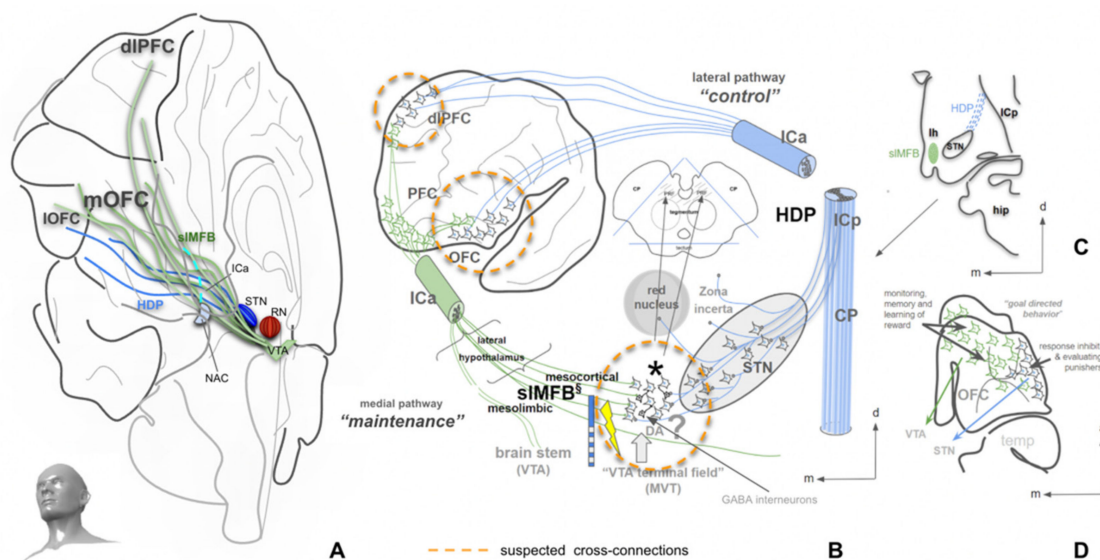 dlPFC
mOFC
lOFC
slMFB
ICa
HDP
STN
RN
VTA
NAC
A
lateral pathway
"control"
dlPFC
ICa
PFC
OFC
CP
CP
tegmentum
tectum
HDP
ICp
ICa
red
nucleus
Zona
incerta
CP
lateral
hypothalamus
STN
mesocortical
*
slMFB§
medial pathway
"maintenance"
mesolimbic
DA
?
brain stem
(VTA)
"VTA terminal field"
(MVT)
GABA interneurons
d
m
suspected cross-connections
B
HDP
ICp
lh
STN
slMFB
hip
d
m
C
monitoring,
memory and
learning of
reward
"goal directed
behavior"
response inhibit
& evaluating
punishers
OFC
VTA
STN
temp
m
D